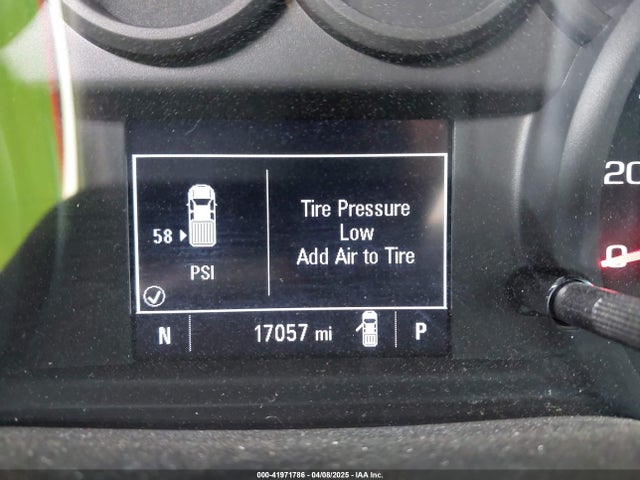 Tire Pressure
Low
Add Air to Tire
58
PSI
N
17057 mi
P
20
0
000-41971786 - 04/08/2025 - IAA Inc.